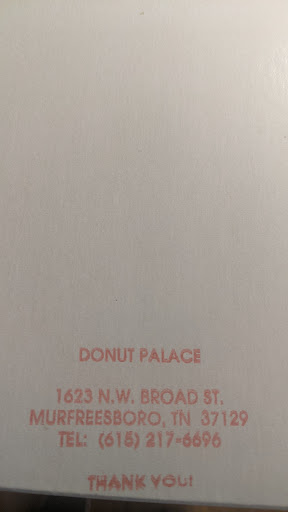 DONUT PALACE
1623 N.W. BROAD ST.
MURFREESBORO, TN 37129
TEL: (615) 217-6696
THANK YOU!